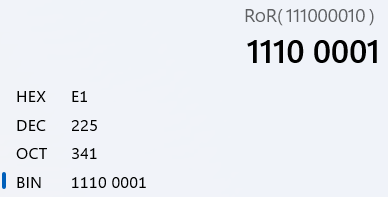 RoR( 111000010 )
1110 0001
HEX E1
DEC 225
OCT 341
BIN 1110 0001